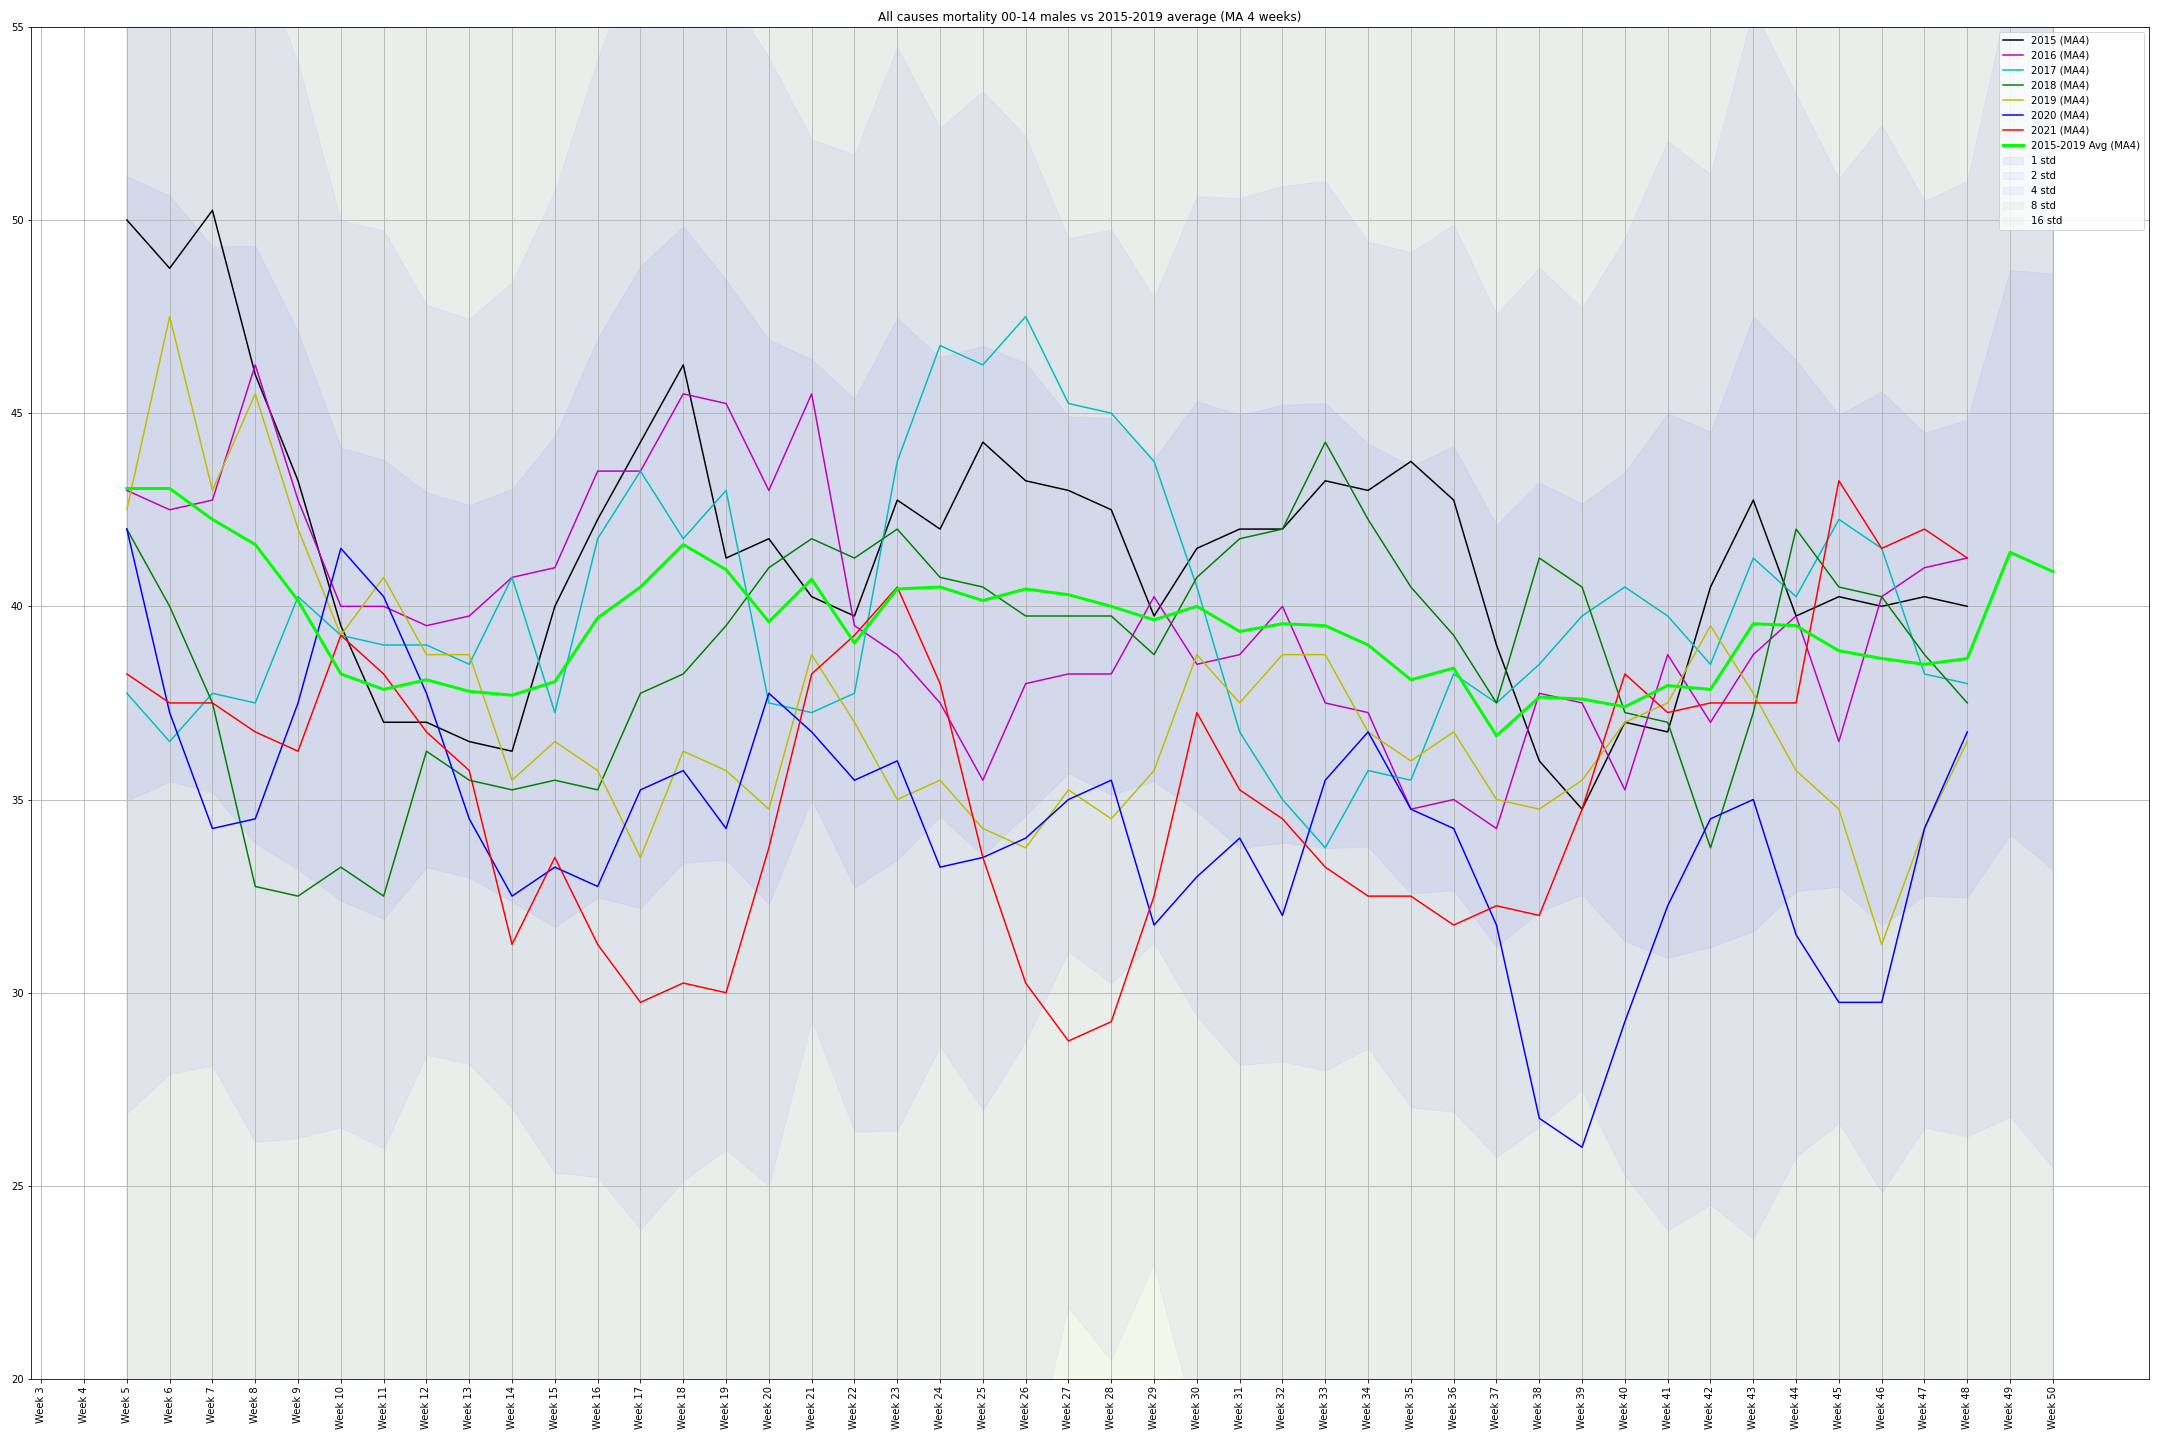 All causes mortality 00-14 males vs 2015-2019 average (MA 4 weeks)
55
50
45
40
35
30
25
20
2015 (MA4)
2016 (MA4)
2017 (MA4)
2018 (MA4)
2019 (MA4)
2020 (MA4)
2021 (MA4)
2015-2019 Avg (MA4)
1 std
2 std
4 std
8 std
16 std
Week 3
Week 4
Week 5
Week 6
Week 7
Week 8
Week 9
Week 10
Week 11
Week 12
Week 13
Week 14
Week 15
Week 16
Week 17
Week 18
Week 19
Week 20
Week 21
Week 22
Week 23
Week 24
Week 25
Week 26
Week 27
Week 28
Week 29
Week 30
Week 31
Week 32
Week 33
Week 34
Week 35
Week 36
Week 37
Week 38
Week 39
Week 40
Week 41
Week 42
Week 43
Week 44
Week 45
Week 46
Week 47
Week 48
Week 49
Week 50